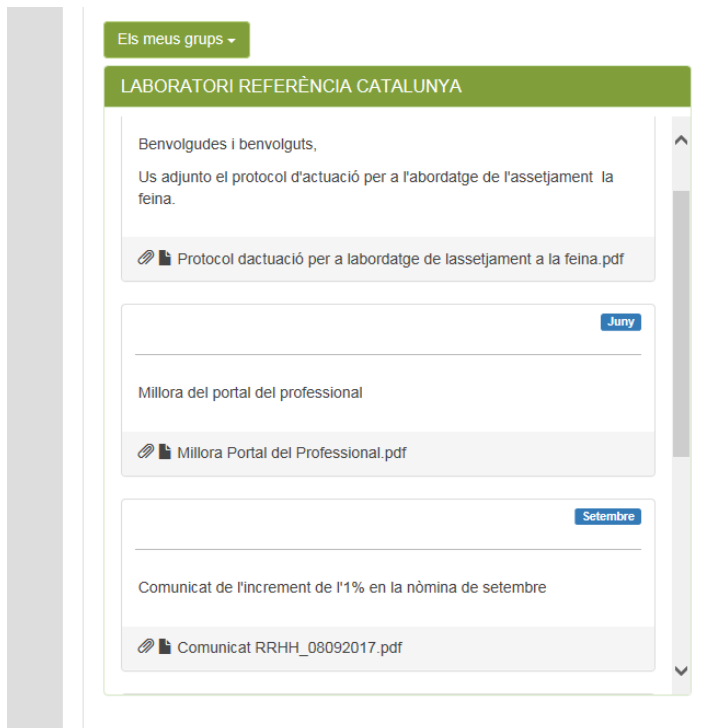 Els meus grups
LABORATORI REFERÈNCIA CATALUNYA
Benvolgudes i benvolguts,
Us adjunto el protocol d'actuació per a l'abordatge de l'assetjament  la
feina.
Protocol dactuació per a labordatge de lassetjament a la feina.pdf
Juny
Millora del portal del professional
Millora Portal del Professional.pdf
Setembre
Comunicat de l'increment de l'1% en la nòmina de setembre
Comunicat RRHH_08092017.pdf